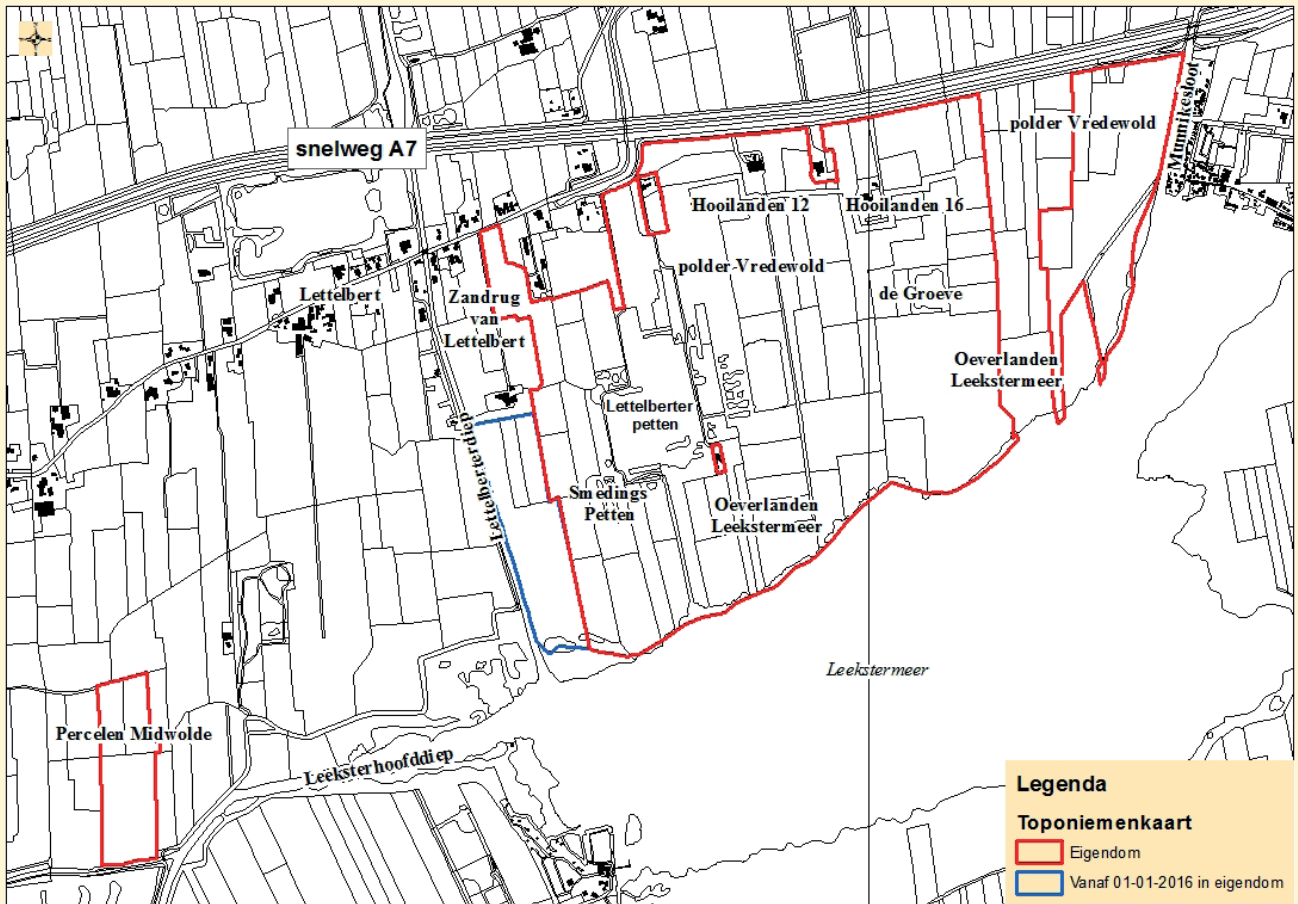 snelweg A7
polder Vredewold
Munnikesloot
Hooilanden 12
Hooilanden 16
polder Vredewold
Lettelbert
Zandrug
van
Lettelbert
de Groeve
Oeverlanden
Leekstermeer
Lettelberter
petten
Lettelberterdiep
Smedings
Petten
Oeverlanden
Leekstermeer
Leekstermeer
Percelen Midwolde
Leeksterhoofddiep
Legenda
Toponiemenkaart
Eigendom
Vanaf 01-01-2016 in eigendom